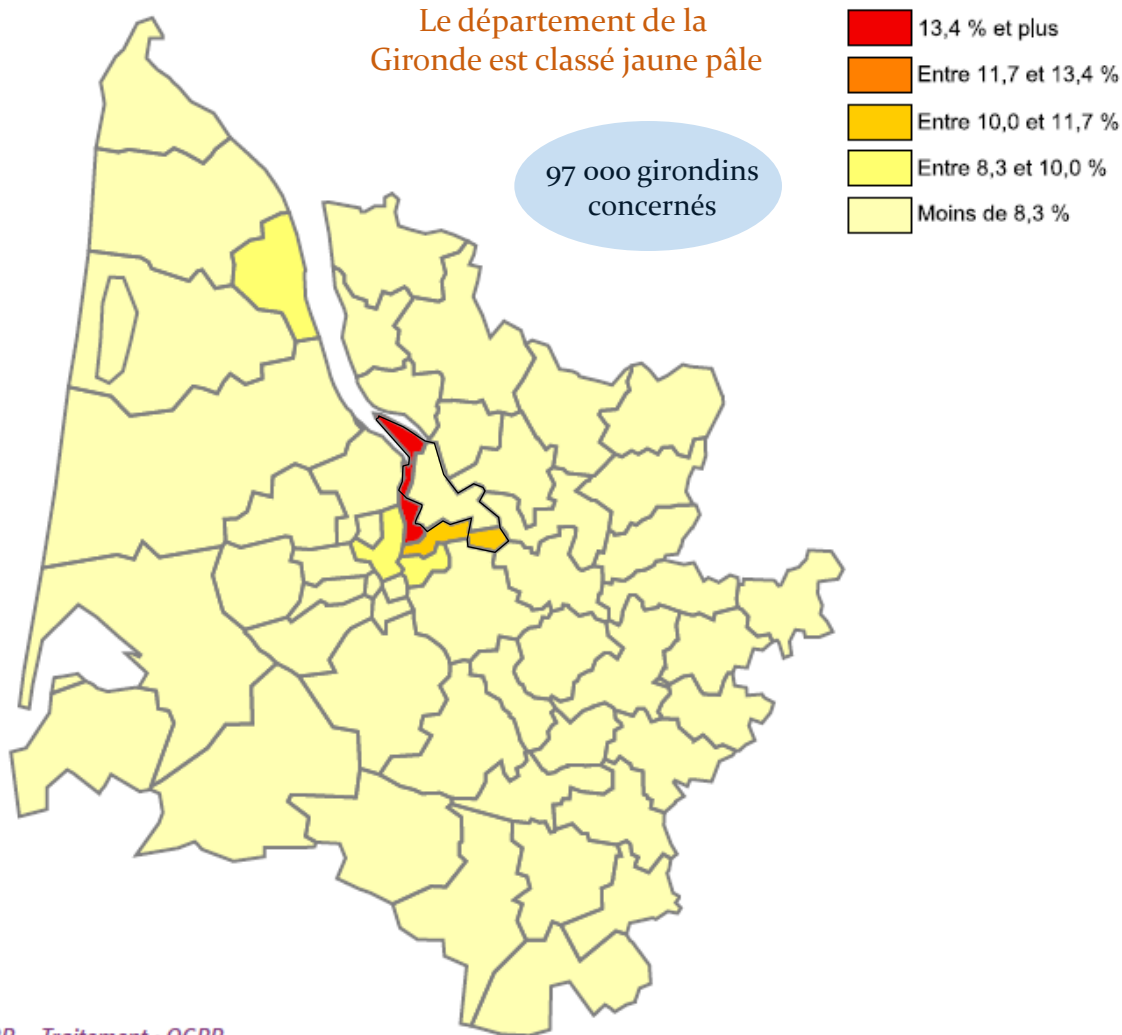 Le département de la
Gironde est classé jaune pâle
97 000 girondins
concernés
13,4 % et plus
Entre 11,7 et 13,4 %
Entre 10,0 et 11,7 %
Entre 8,3 et 10,0 %
Moins de 8,3 %